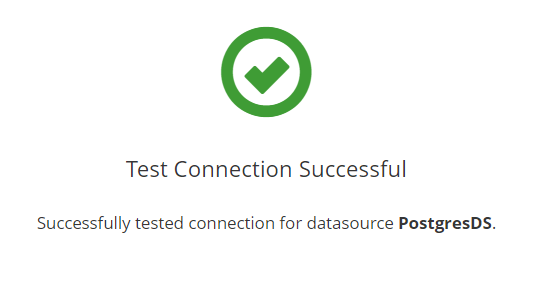 Test Connection Successful
Successfully tested connection for datasource PostgresDS.